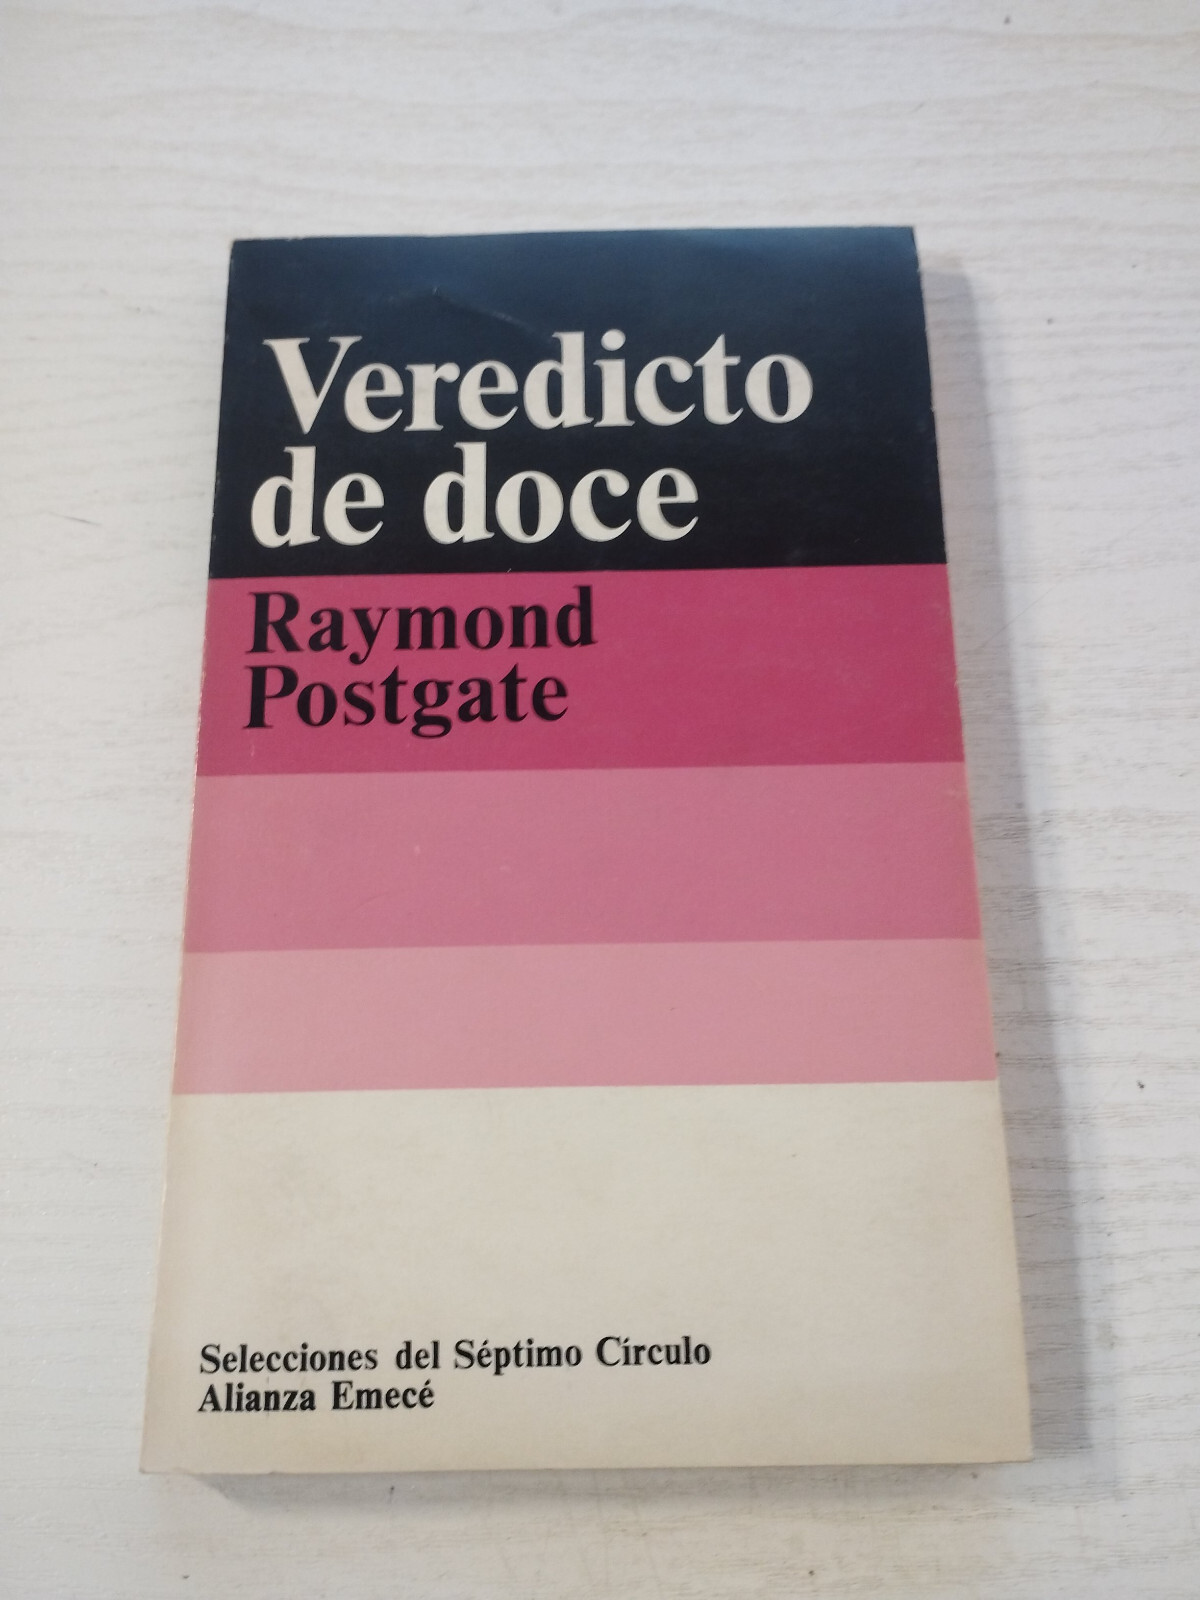 Veredicto
de doce
Raymond
Postgate
Selecciones del Séptimo Círculo
Alianza Emecé